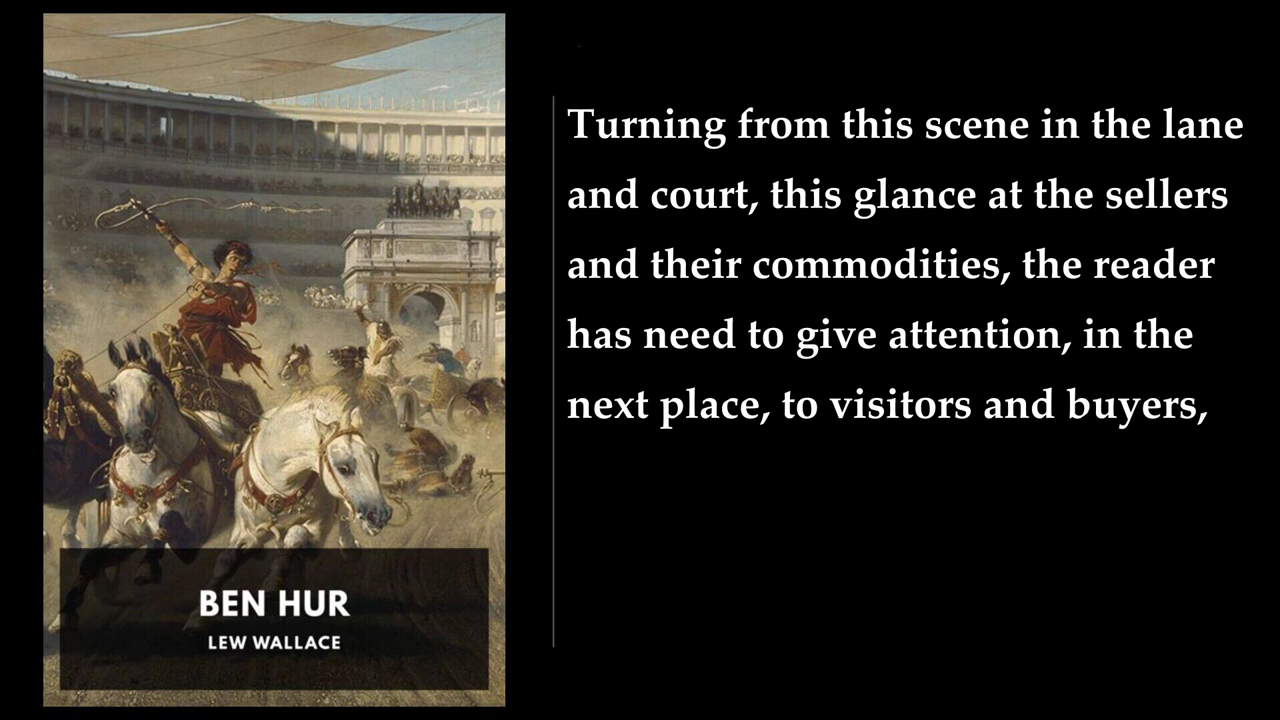 BEN HUR
LEW WALLACE
Turning from this scene in the lane
and court, this glance at the sellers
and their commodities, the reader
has need to give attention, in the
next place, to visitors and buyers,